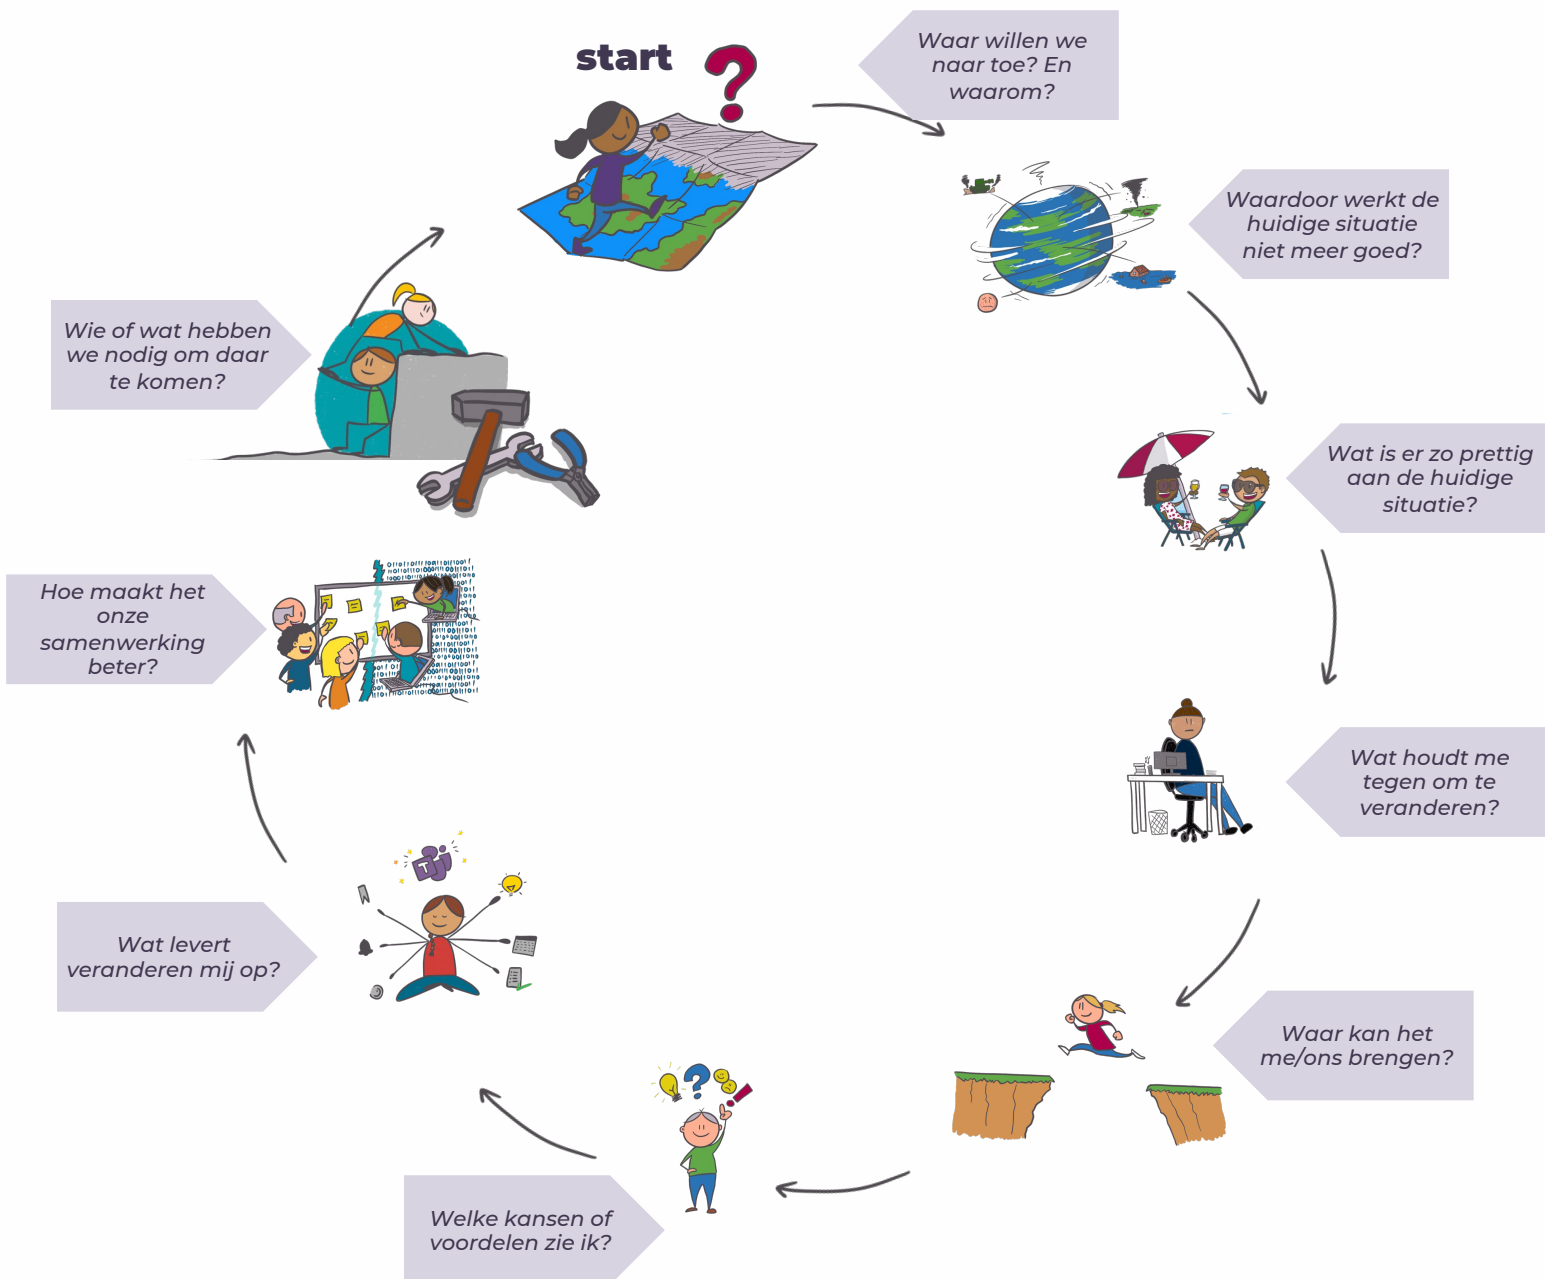 start
Waar willen we
naar toe? En
waarom?
Waardoor werkt de
huidige situatie
niet meer goed?
Wat is er zo prettig
aan de huidige
situatie?
Wat houdt me
tegen om te
veranderen?
Waar kan het
me/ons brengen?
Welke kansen of
voordelen zie ik?
Wat levert
veranderen mij op?
Hoe maakt het
onze
samenwerking
beter?
Wie of wat hebben
we nodig om daar
te komen?